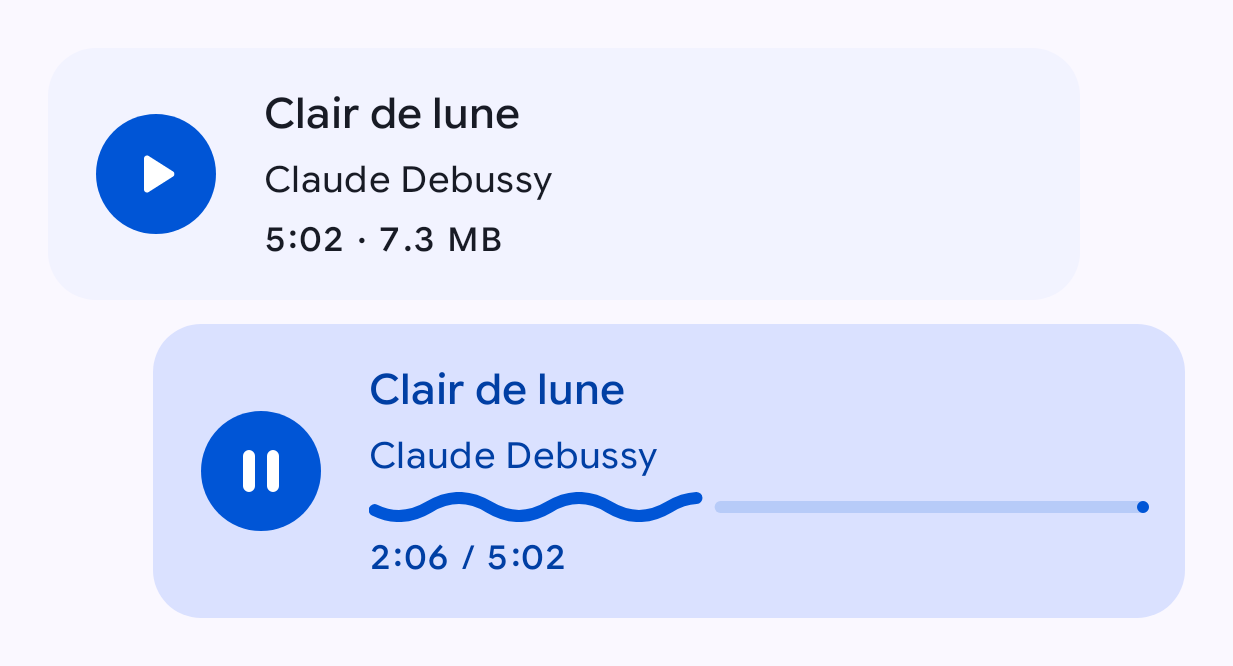 Clair de lune
Claude Debussy
5:02 · 7.3 MB
Clair de lune
Claude Debussy
2:06 / 5:02